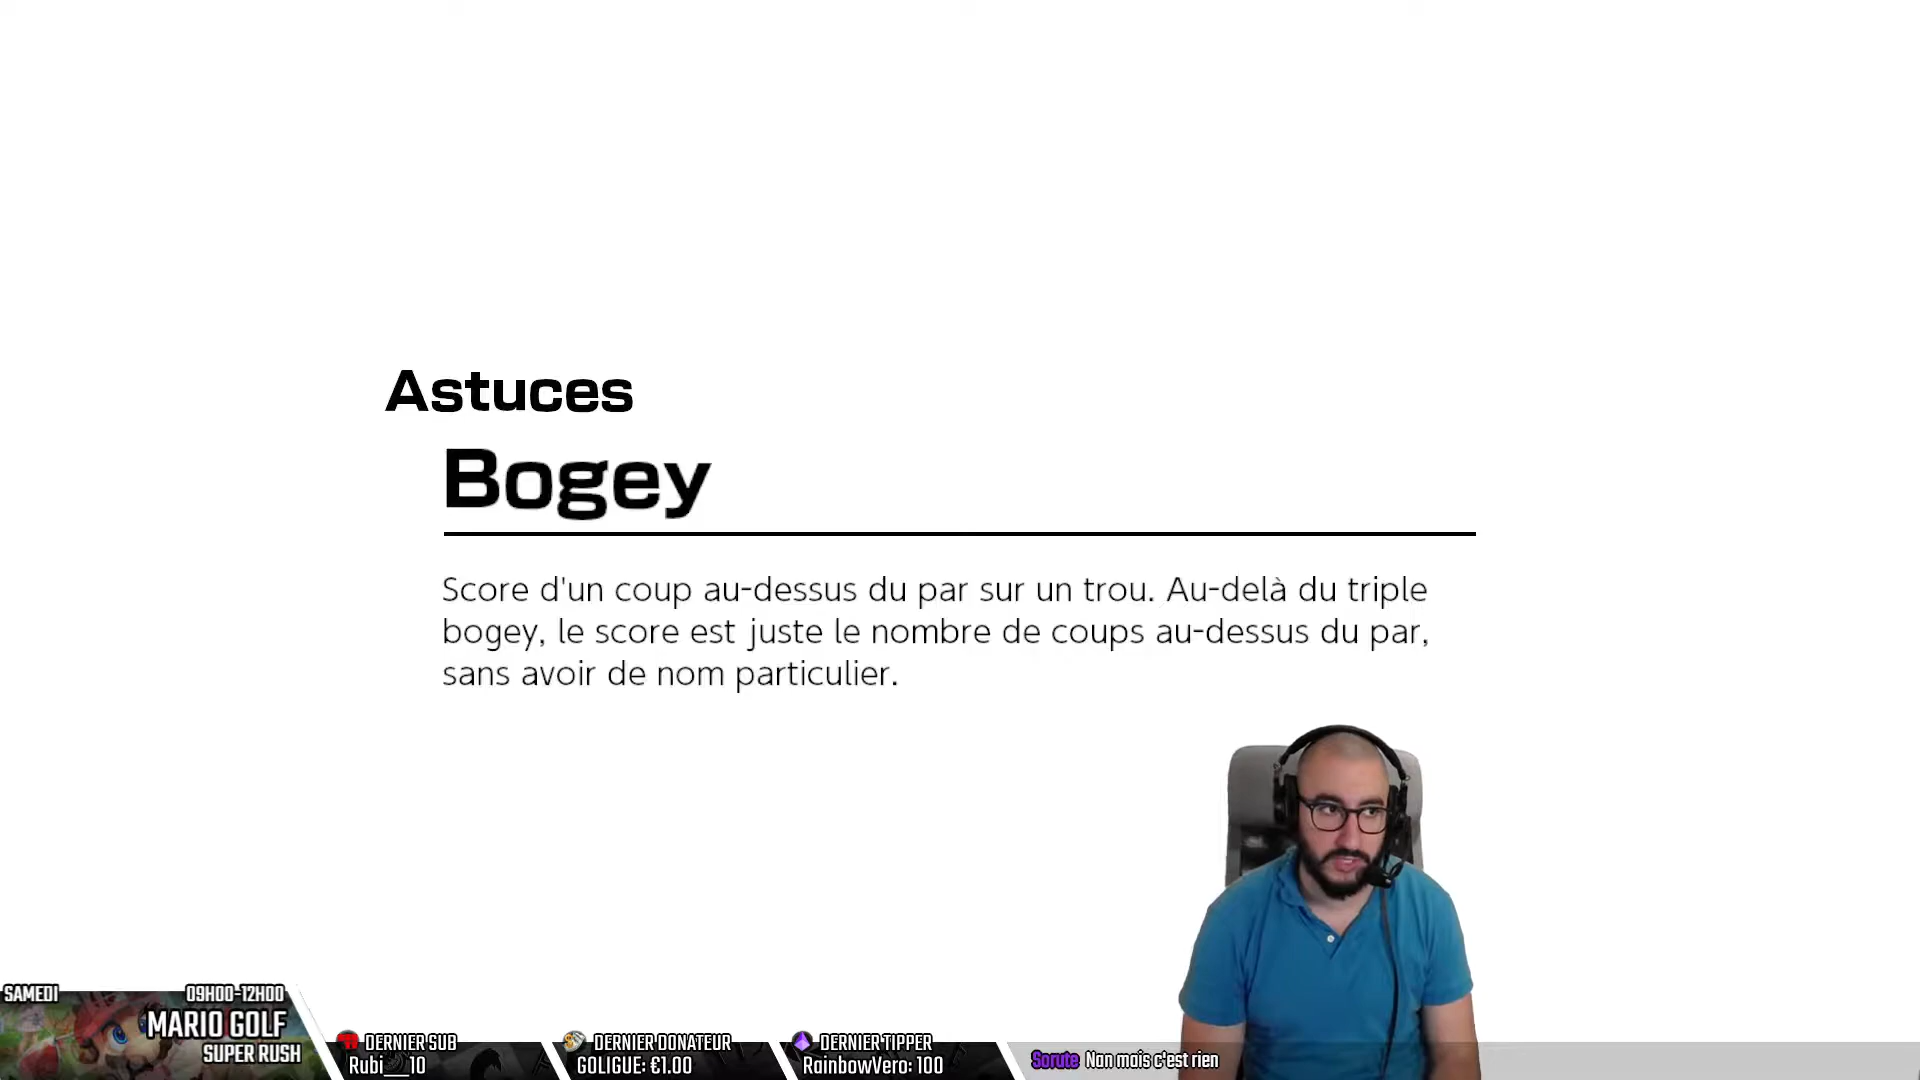 Astuces
Bogey
Score d'un coup au-dessus du par sur un trou. Au-delà du triple
bogey, le score est juste le nombre de coups au-dessus du par,
sans avoir de nom particulier.
SAMEDI 09H00-12H00
MARIO GOLF
SUPER RUSH
DERNIER SUB
Rubi__10
DERNIER DONATEUR
GOLIGUE: €1.00
DERNIER TIPPER
RainbowVero: 100
Sorute Nan mais c'est rien